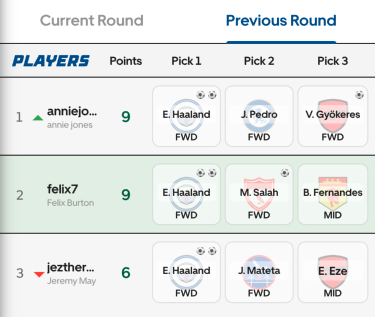 Current Round Previous Round
PLAYERS Points Pick 1 Pick 2 Pick 3
1 anniejo... 9 E. Haaland J. Pedro V. Gyökeres
annie jones FWD FWD FWD
2 felix7 9 E. Haaland M. Salah B. Fernandes
Felix Burton FWD FWD MID
3 jezther... 6 E. Haaland J. Mateta E. Eze
Jeremy May FWD FWD MID